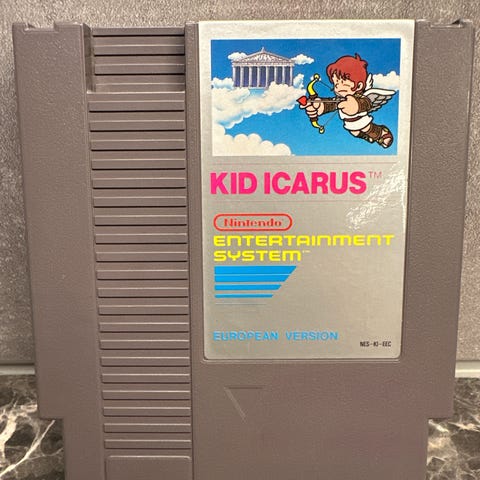 KID ICARUS™
Nintendo
ENTERTAINMENT
SYSTEM™
EUROPEAN VERSION
NES-KI-EEC